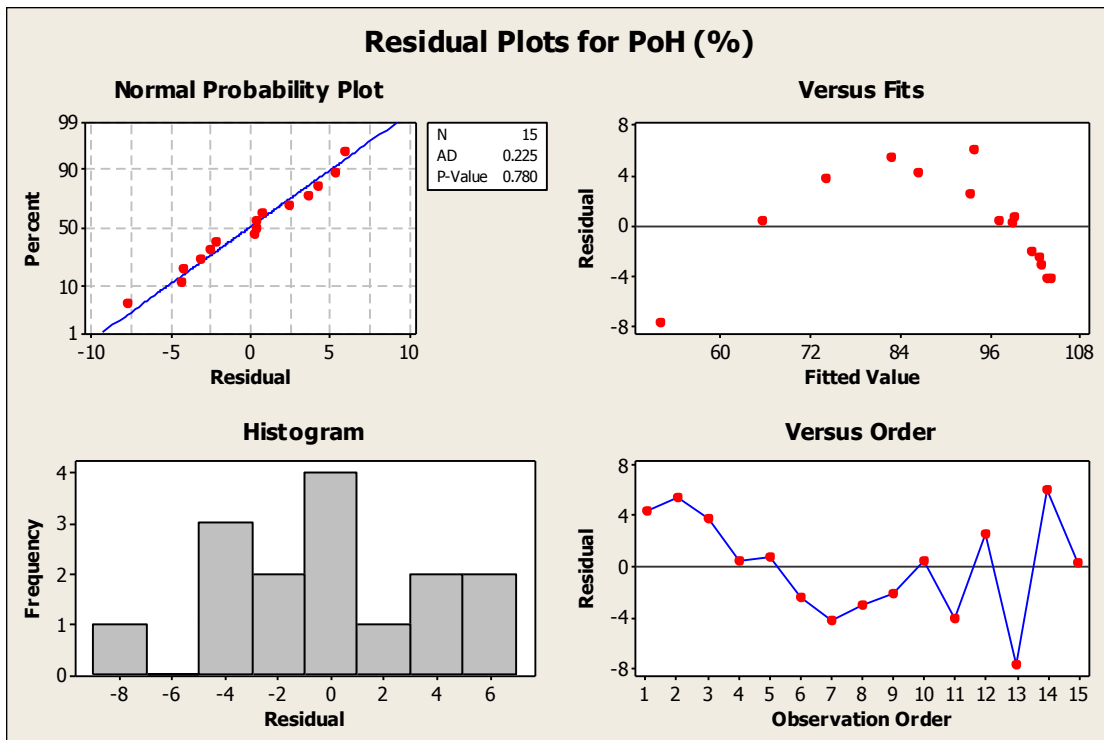 Residual Plots for PoH (%)
Normal Probability Plot
99
90
50
10
1
Percent
-10 -5 0 5 10
Residual
N 15
AD 0.225
P-Value 0.780
Versus Fits
8
4
0
-4
-8
Residual
60 72 84 96 108
Fitted Value
Histogram
4
3
2
1
0
Frequency
-8 -6 -4 -2 0 2 4 6
Residual
Versus Order
8
4
0
-4
-8
Residual
1 2 3 4 5 6 7 8 9 10 11 12 13 14 15
Observation Order